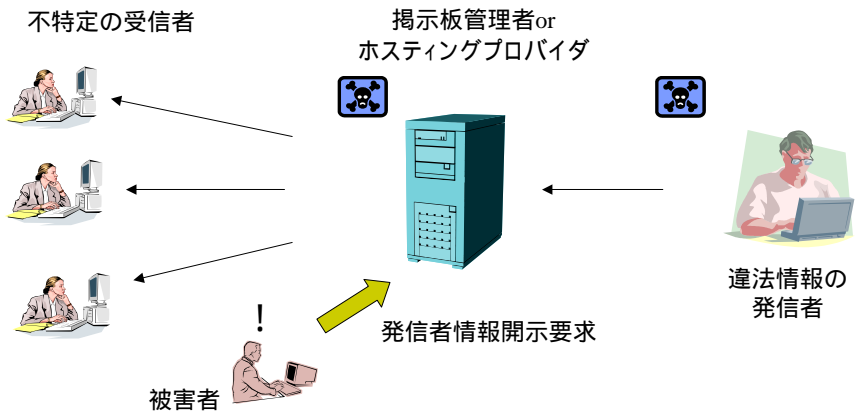 不特定の受信者
掲示板管理者or
ホスティングプロバイダ
違法情報の
発信者
!
発信者情報開示要求
被害者